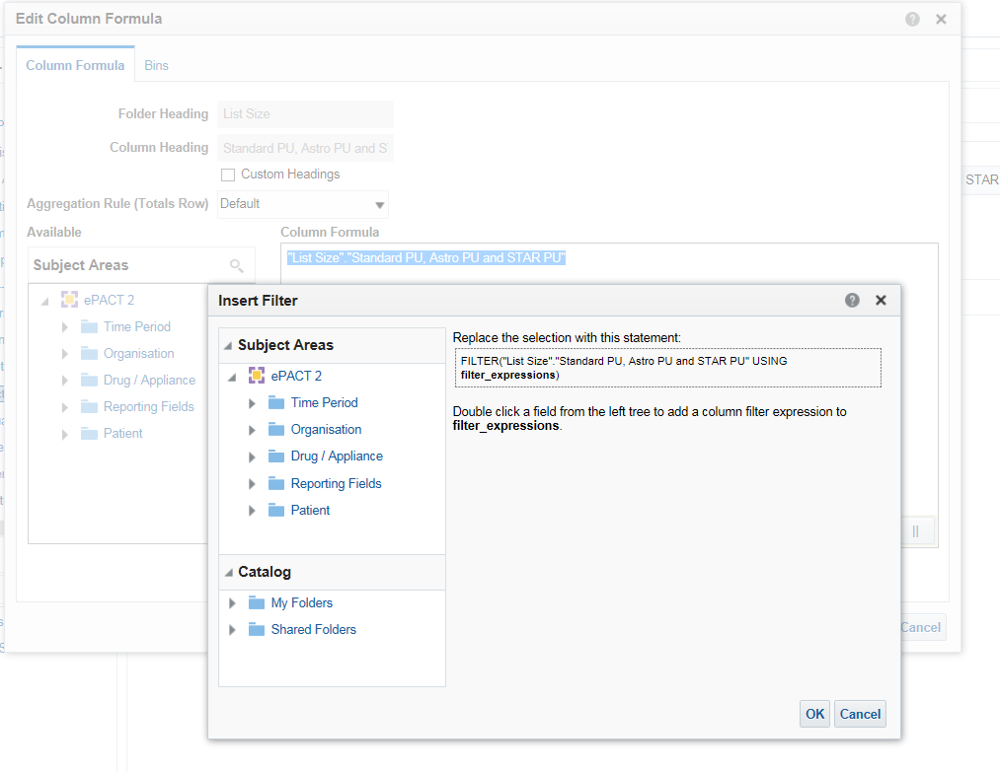 Edit Column Formula
Column Formula
Bins
Folder Heading
List Size
Column Heading
Standard PU, Astro PU and S
Custom Headings
Aggregation Rule (Totals Row)
Default
STAR
Available
Column Formula
Subject Areas
"List Size"."Standard PU, Astro PU and STAR PU"
ePACT 2
Time Period
Organisation
Drug / Appliance
Reporting Fields
Patient
||
Cancel
Insert Filter
Subject Areas
ePACT 2
Time Period
Organisation
Drug / Appliance
Reporting Fields
Patient
Catalog
My Folders
Shared Folders
Replace the selection with this statement:
FILTER("List Size"."Standard PU, Astro PU and STAR PU" USING
filter_expressions)
Double click a field from the left tree to add a column filter expression to
filter_expressions.
OK
Cancel